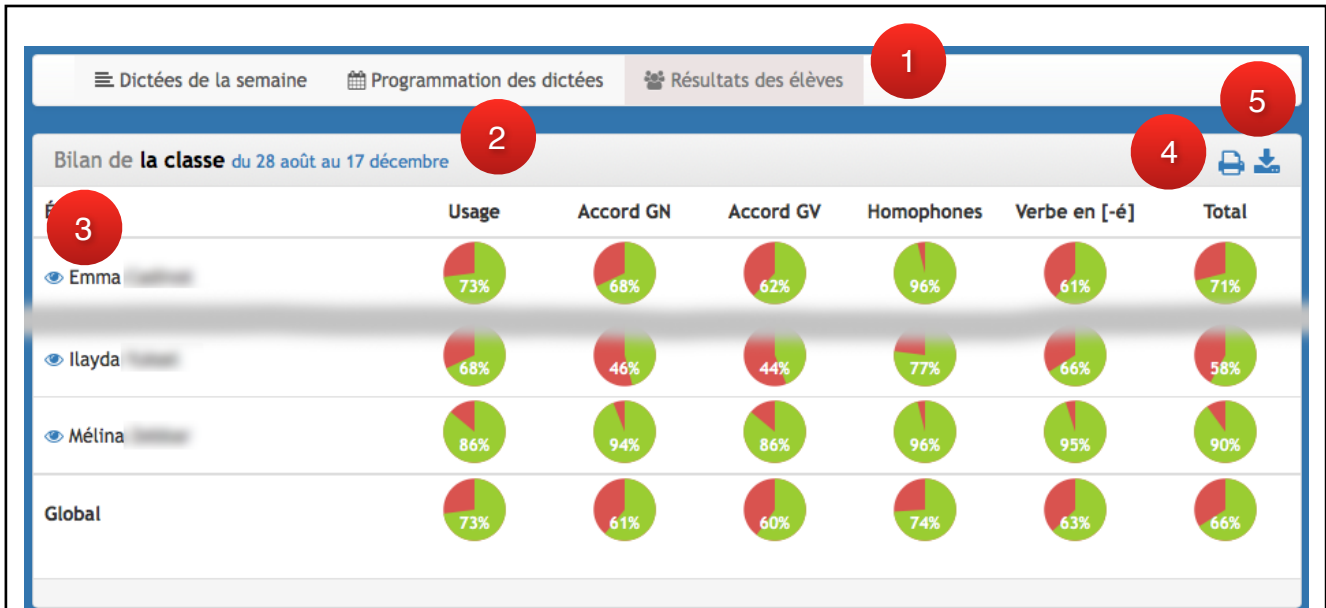 Dictées de la semaine Programmation des dictées Résultats des élèves 1
5
2
4
Bilan de la classe du 28 août au 17 décembre
Usage Accord GN Accord GV Homophones Verbe en [-é] Total
3
Emma 73% 68% 62% 96% 61% 71%
Ilayda 68% 46% 44% 77% 66% 58%
Mélina 86% 94% 86% 96% 95% 90%
Global 73% 61% 60% 74% 63% 66%